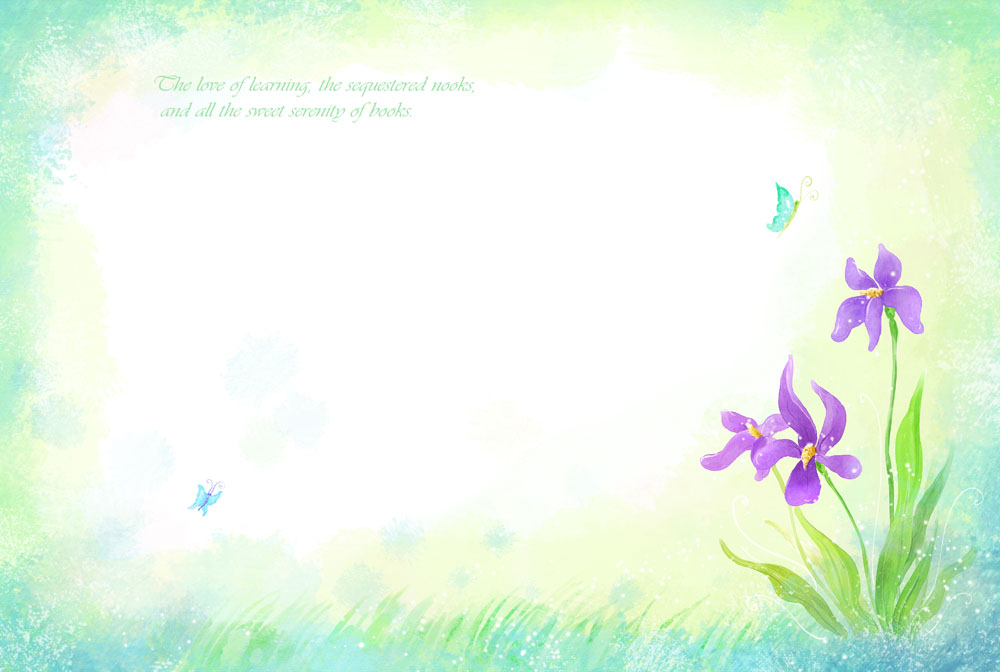 The love of learning, the sequestered nooks,
and all the sweet serenity of books.